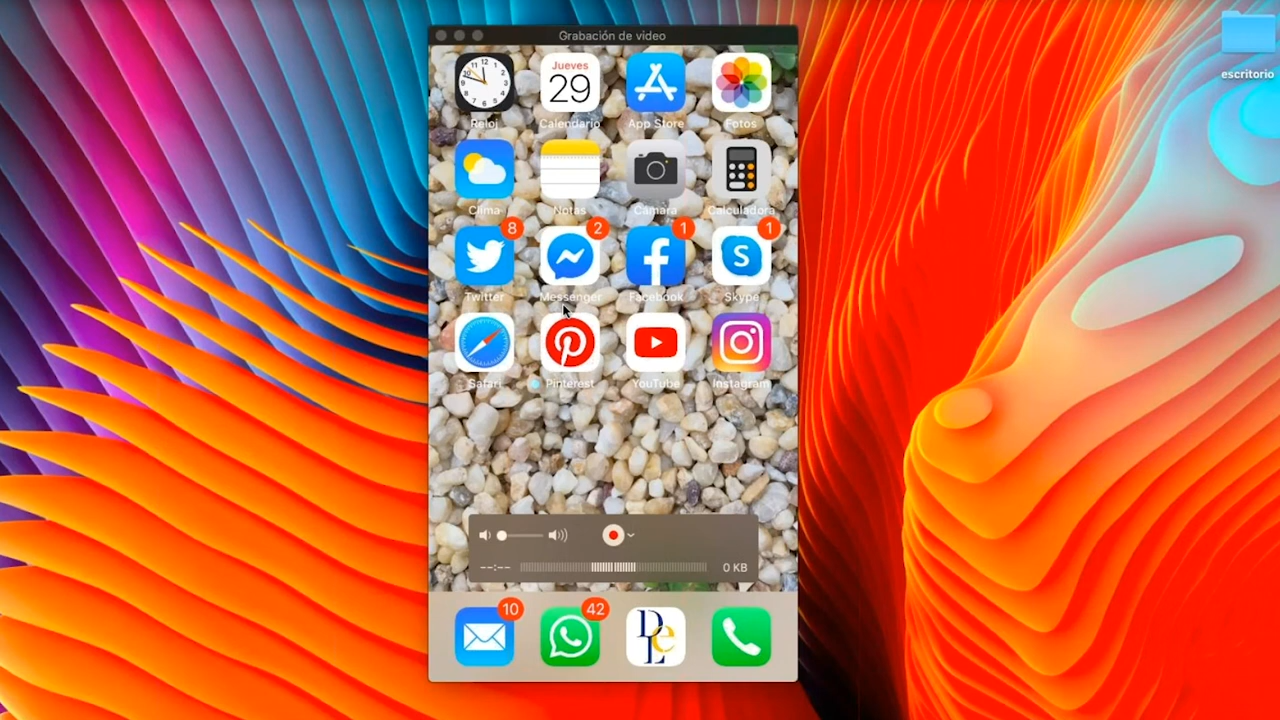 Grabación de video
escritorio
Jueves
29
Reloj
Calendario
App Store
Fotos
Clima
Notas
Cámara
Calculadora
8
2
1
1
Twitter
Messenger
Facebook
Skype
Safari
Pinterest
YouTube
Instagram
--:--
0 KB
10
42
DLe